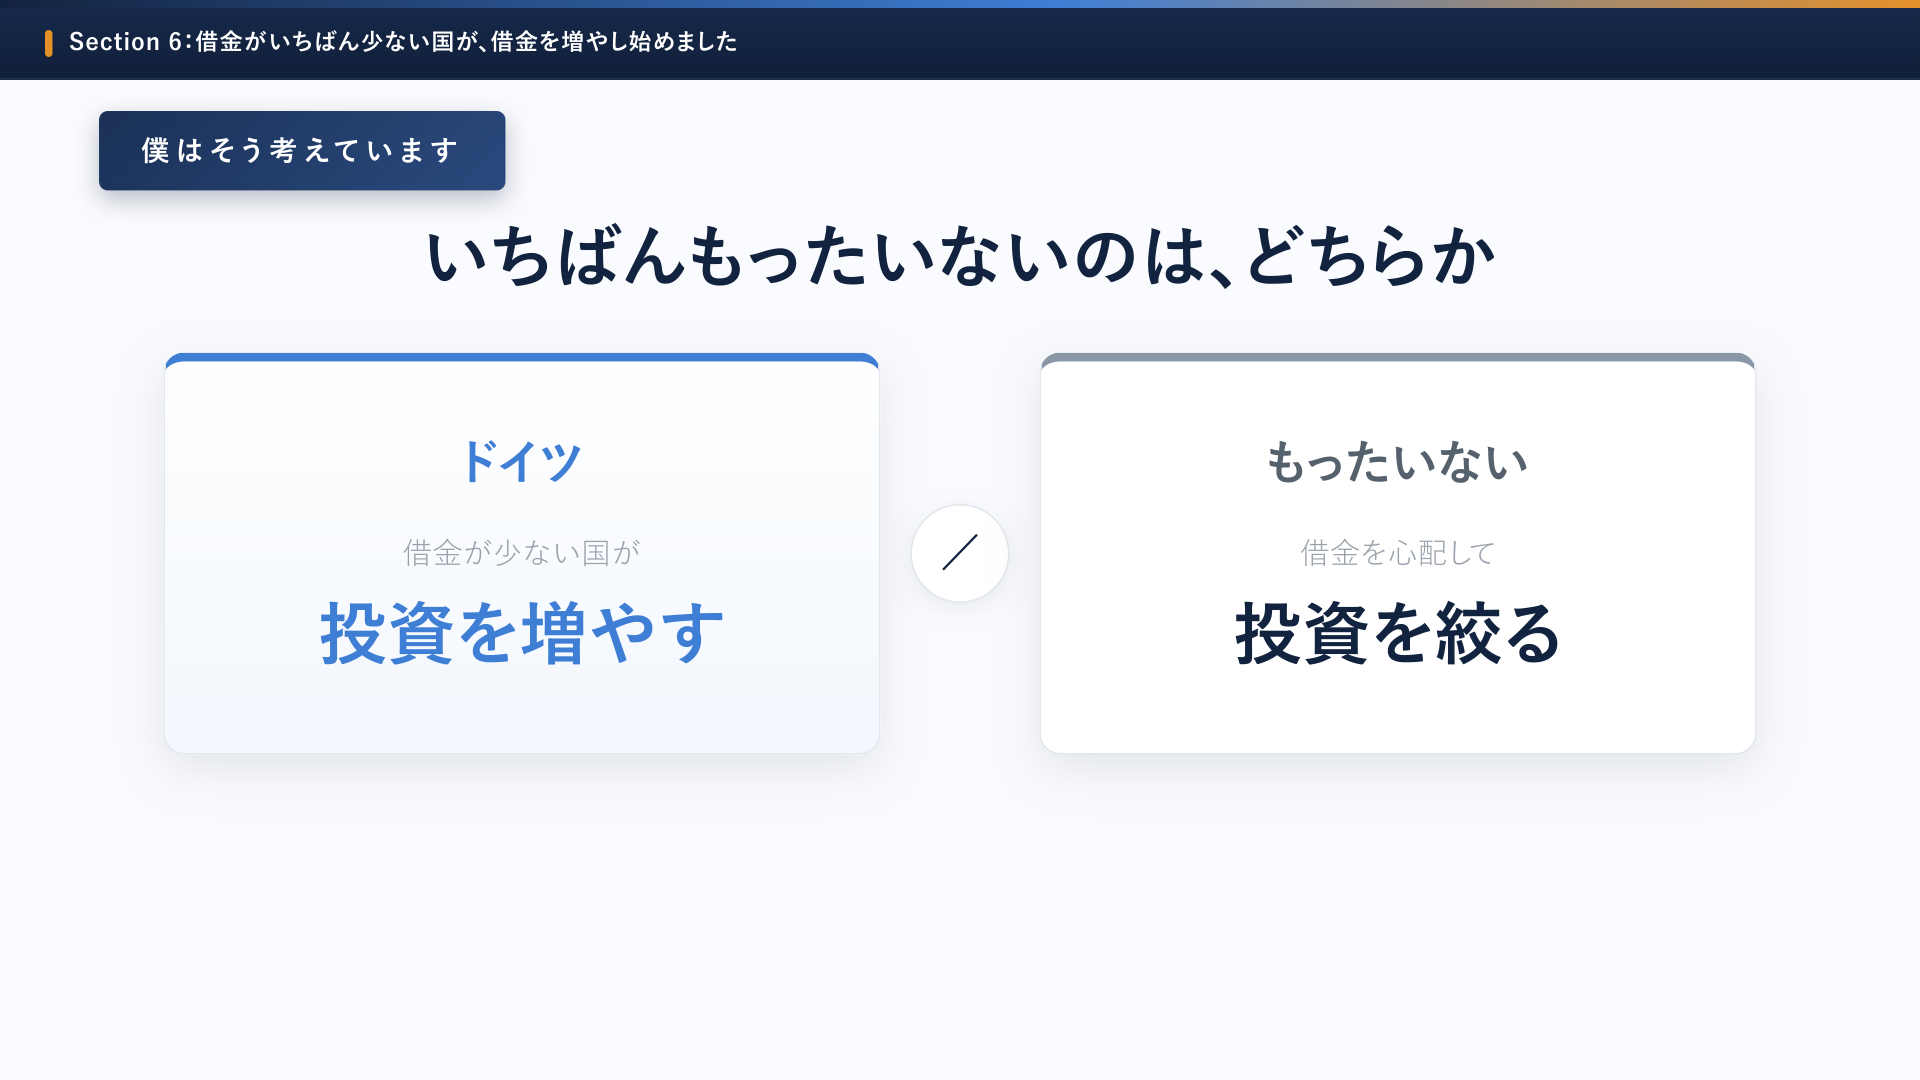 Section 6：借金がいちばん少ない国が、借金を増やし始めました
僕はそう考えています
いちばんもったいないのは、どちらか
ドイツ
借金が少ない国が
投資を増やす
／
もったいない
借金を心配して
投資を絞る